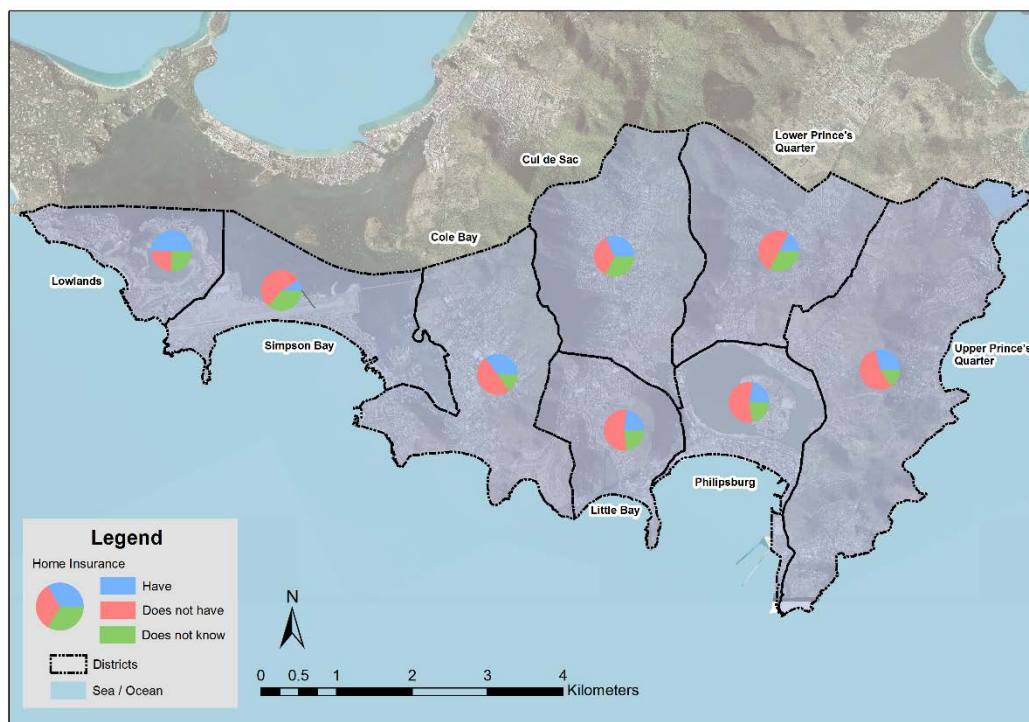 Lower Prince's
Quarter
Cul de Sac
Cole Bay
Lowlands
Simpson Bay
Upper Prince's
Quarter
Philipsburg
Little Bay
Legend
Home Insurance
Have
Does not have
Does not know
Districts
Sea / Ocean
N
0 0.5 1 2 3 4
Kilometers